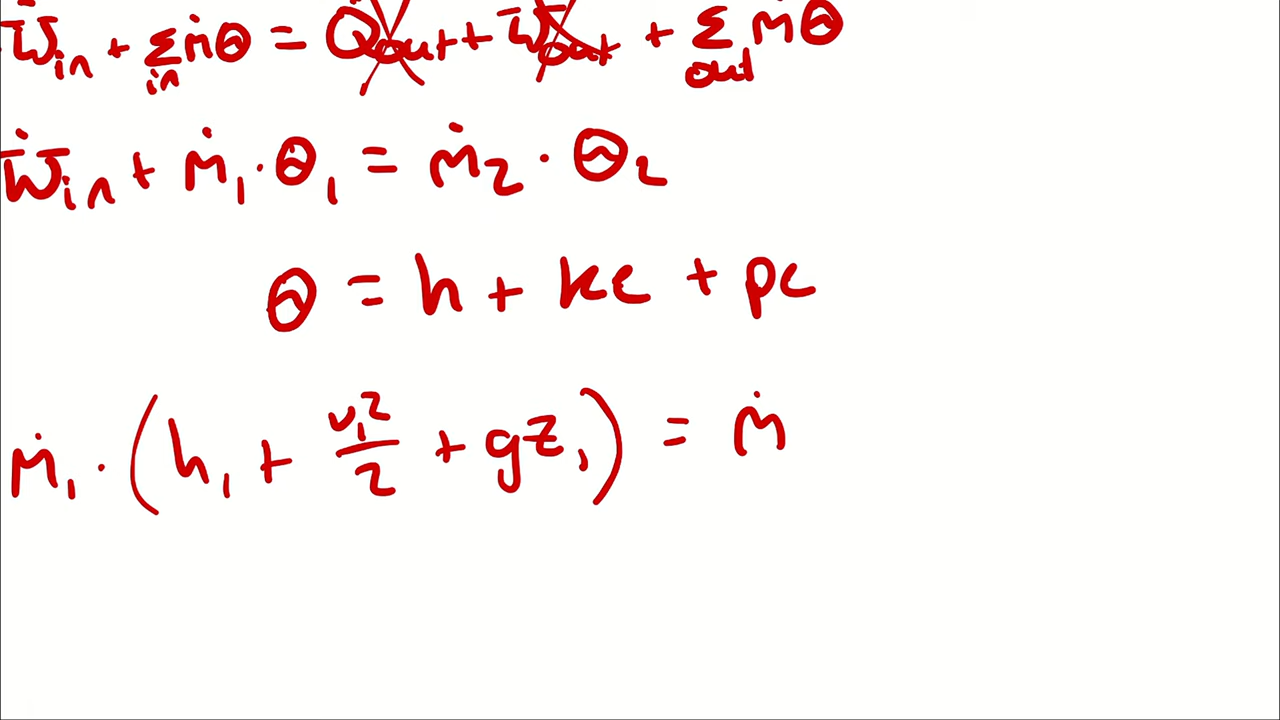 Ẇin + Σin ṁθ = Q̇out + Ẇout + Σout ṁθ
Ẇin + ṁ₁ · θ₁ = ṁ₂ · θ₂
θ = h + ke + pe
ṁ₁ · (h₁ + v₁²/2 + gz₁) = ṁ